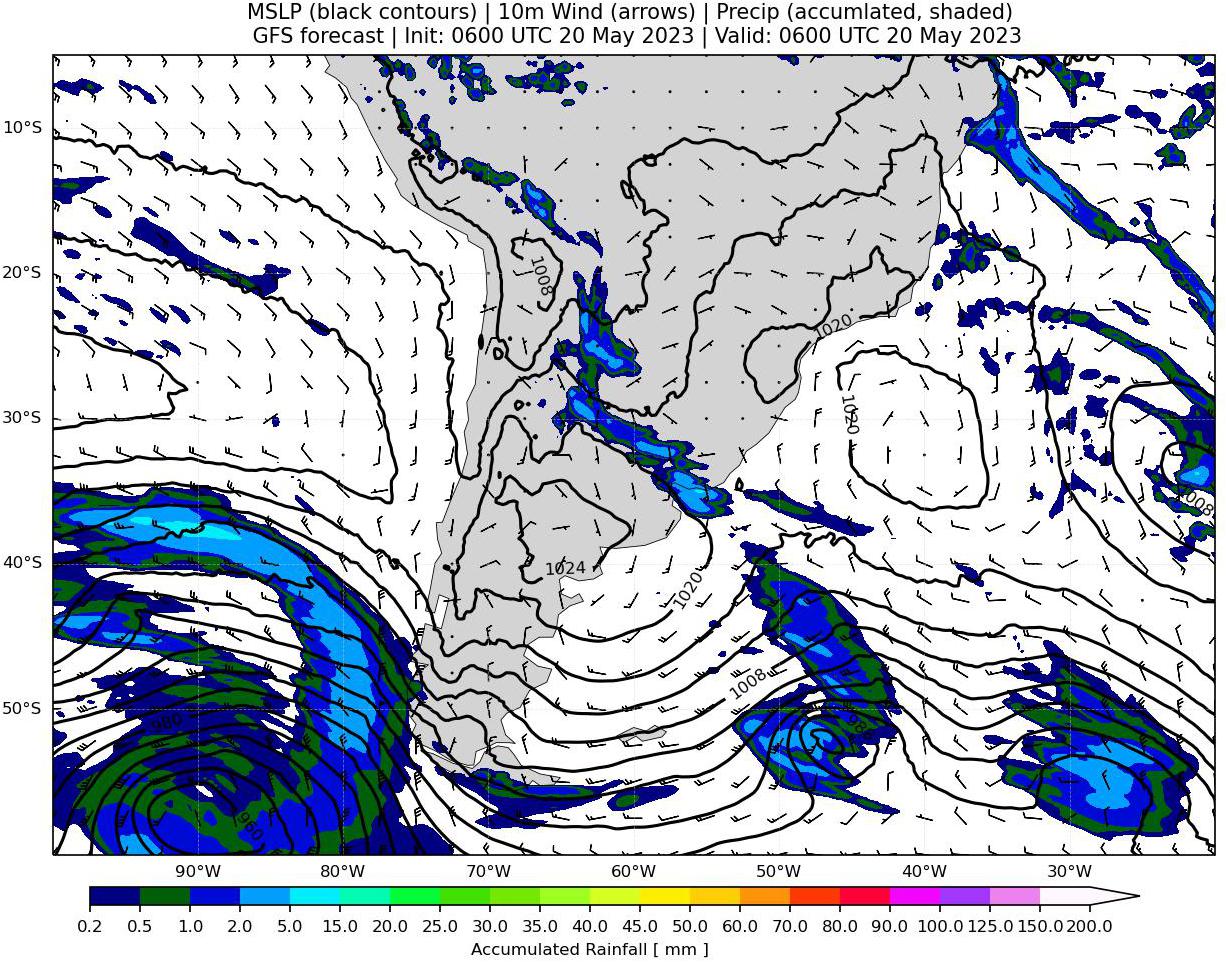 MSLP (black contours) | 10m Wind (arrows) | Precip (accumlated, shaded)
GFS forecast | Init: 0600 UTC 20 May 2023 | Valid: 0600 UTC 20 May 2023
10°S
20°S
30°S
40°S
50°S
1008
1020
1020
1008
1024
1020
1008
980
980
960
90°W 80°W 70°W 60°W 50°W 40°W 30°W
0.2 0.5 1.0 2.0 5.0 15.0 20.0 25.0 30.0 35.0 40.0 45.0 50.0 60.0 70.0 80.0 90.0 100.0 125.0 150.0 200.0
Accumulated Rainfall [ mm ]